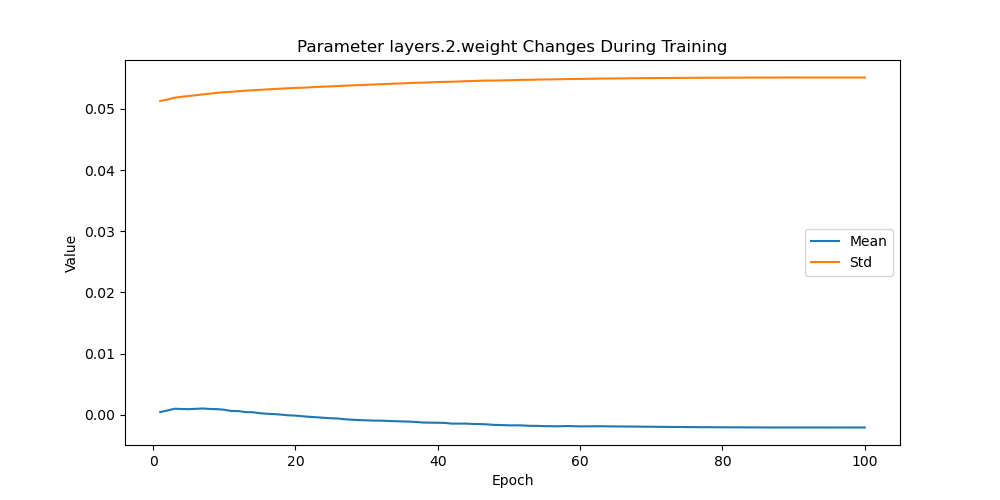 Parameter layers.2.weight Changes During Training
Value
0.05
0.04
0.03
0.02
0.01
0.00
Mean
Std
0 20 40 60 80 100
Epoch